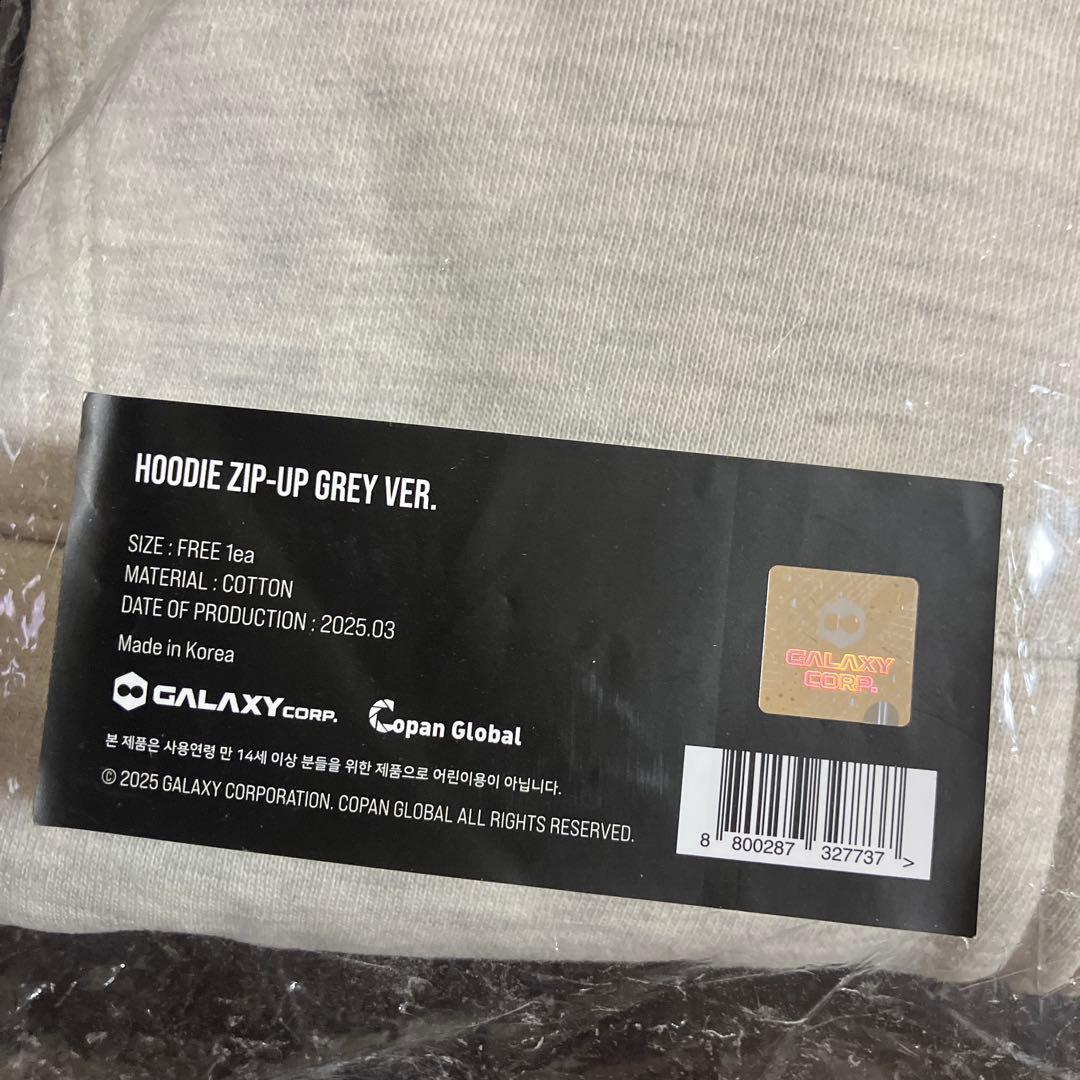 HOODIE ZIP-UP GREY VER.
SIZE : FREE 1ea
MATERIAL : COTTON
DATE OF PRODUCTION : 2025.03
Made in Korea
GALAXY CORP.
Copan Global
본 제품은 사용연령 만 14세 이상 분들을 위한 제품으로 어린이용이 아닙니다.
© 2025 GALAXY CORPORATION. COPAN GLOBAL ALL RIGHTS RESERVED.
GALAXY
CORP.
8 800287 327737 >